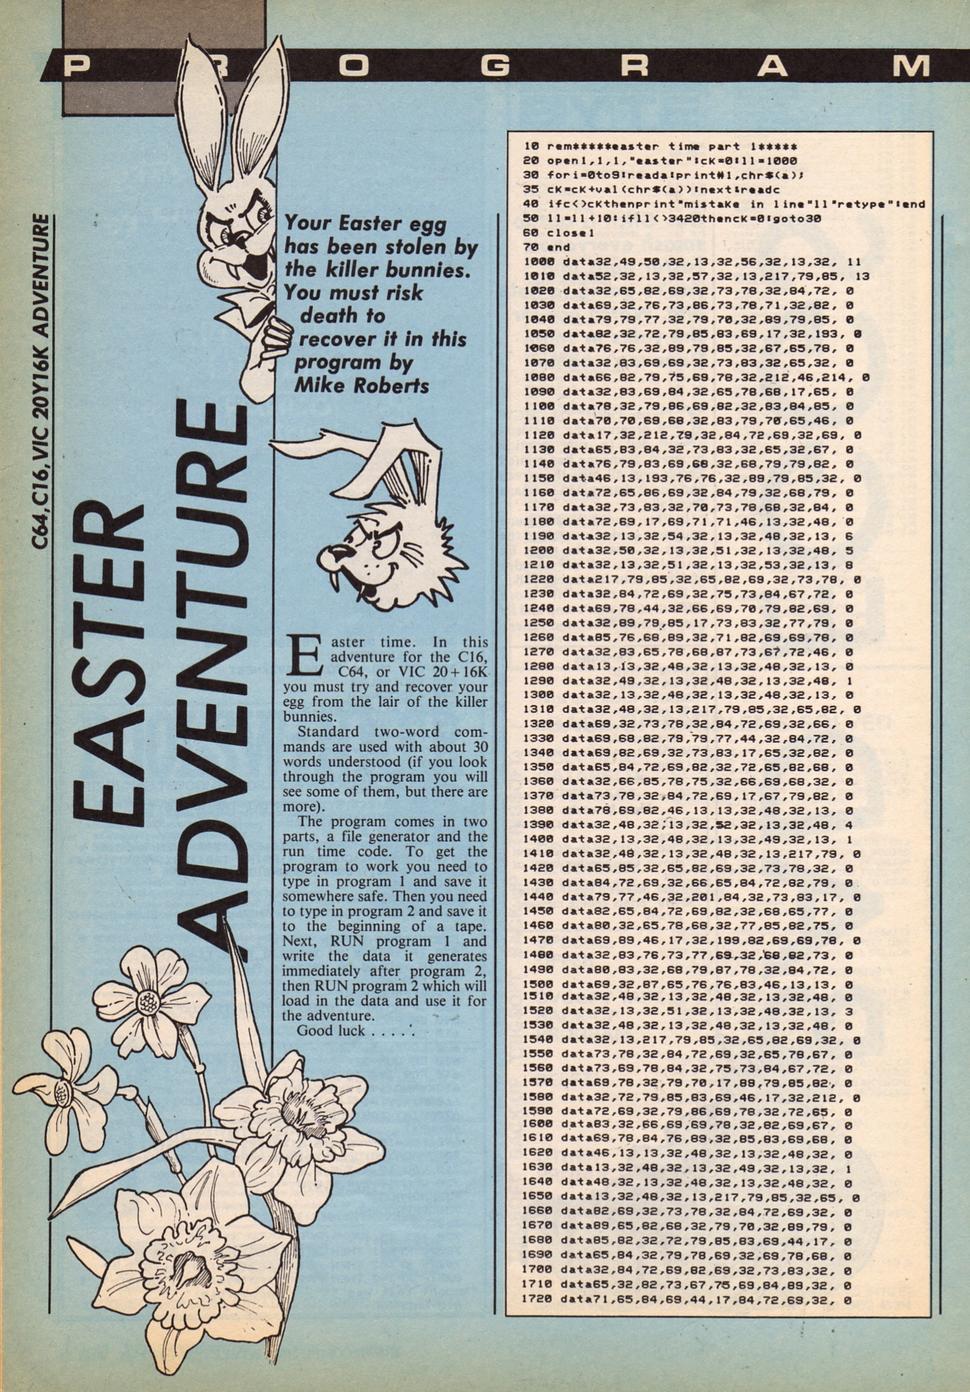 PROGRAM
C64, C16, VIC 20Y16K ADVENTURE
EASTER
ADVENTURE
Your Easter egg
has been stolen by
the killer bunnies.
You must risk
death to
recover it in this
program by
Mike Roberts
Easter time. In this
adventure for the C16,
C64, or VIC 20+16K
you must try and recover your
egg from the lair of the killer
bunnies.
Standard two-word com-
mands are used with about 30
words understood (if you look
through the program you will
see some of them, but there are
more).
The program comes in two
parts, a file generator and the
run time code. To get the
program to work you need to
type in program 1 and save it
somewhere safe. Then you need
to type in program 2 and save it
to the beginning of a tape.
Next, RUN program 1 and
write the data it generates
immediately after program 2,
then RUN program 2 which will
load in the data and use it for
the adventure.
Good luck . . . . .
10 rem*****easter time part 1*****
20 open1,1,1,"easter":cK=0:ll=1000
30 fori=0to9:reada:print#1,chr$(a);
35 cK=cK+val(chr$(a)):next:readc
40 ifc<>cKthenprint"mistake in line"ll"retype":end
50 ll=ll+10:ifll<>3420thencK=0:goto30
60 close1
70 end
1000 data32,49,50,32,13,32,56,32,13,32, 11
1010 data52,32,13,32,57,32,13,217,79,85, 13
1020 data32,65,82,69,32,73,78,32,84,72, 0
1030 data69,32,76,73,86,73,78,71,32,82, 0
1040 data79,79,77,32,79,70,32,89,79,85, 0
1050 data82,32,72,79,85,83,69,17,32,193, 0
1060 data76,76,32,89,79,85,32,67,65,78, 0
1070 data32,83,69,69,32,73,83,32,65,32, 0
1080 data66,82,79,75,69,78,32,212,46,214, 0
1090 data32,83,69,84,32,65,78,68,17,65, 0
1100 data78,32,79,86,69,82,32,83,84,85, 0
1110 data70,70,69,68,32,83,79,70,65,46, 0
1120 data17,32,212,79,32,84,72,69,32,69, 0
1130 data65,83,84,32,73,83,32,65,32,67, 0
1140 data76,79,83,69,68,32,68,79,79,82, 0
1150 data46,13,193,76,76,32,89,79,85,32, 0
1160 data72,65,86,69,32,84,79,32,68,79, 0
1170 data32,73,83,32,70,73,78,68,32,84, 0
1180 data72,69,17,69,71,71,46,13,32,48, 0
1190 data32,13,32,54,32,13,32,48,32,13, 6
1200 data32,50,32,13,32,51,32,13,32,48, 5
1210 data32,13,32,51,32,13,32,53,32,13, 8
1220 data217,79,85,32,65,82,69,32,73,78, 0
1230 data32,84,72,69,32,75,73,84,67,72, 0
1240 data69,78,44,32,66,69,70,79,82,69, 0
1250 data32,89,79,85,17,73,83,32,77,79, 0
1260 data85,76,68,89,32,71,82,69,69,78, 0
1270 data32,83,65,78,68,87,73,67,72,46, 0
1280 data13,13,32,48,32,13,32,48,32,13, 0
1290 data32,49,32,13,32,48,32,13,32,48, 1
1300 data32,13,32,48,32,13,32,48,32,13, 0
1310 data32,48,32,13,217,79,85,32,65,82, 0
1320 data69,32,73,78,32,84,72,69,32,66, 0
1330 data69,68,82,79,79,77,44,32,84,72, 0
1340 data69,82,69,32,73,83,17,65,32,82, 0
1350 data65,84,72,69,82,32,72,65,82,68, 0
1360 data32,66,85,78,75,32,66,69,68,32, 0
1370 data73,78,32,84,72,69,17,67,79,82, 0
1380 data78,69,82,46,13,13,32,48,32,13, 0
1390 data32,48,32,13,32,52,32,13,32,48, 4
1400 data32,13,32,48,32,13,32,49,32,13, 1
1410 data32,48,32,13,32,48,32,13,217,79, 0
1420 data65,85,32,65,82,69,32,73,78,32, 0
1430 data84,72,69,32,66,65,84,72,82,79, 0
1440 data79,77,46,32,201,84,32,73,83,17, 0
1450 data82,65,84,72,69,82,32,68,65,77, 0
1460 data80,32,65,78,68,32,77,85,82,75, 0
1470 data69,89,46,17,32,199,82,69,69,78, 0
1480 data32,83,76,73,77,69,32,68,82,73, 0
1490 data80,83,32,68,79,87,78,32,84,72, 0
1500 data69,32,87,65,76,76,83,46,13,13, 0
1510 data32,48,32,13,32,48,32,13,32,48, 0
1520 data32,13,32,51,32,13,32,48,32,13, 3
1530 data32,48,32,13,32,48,32,13,32,48, 0
1540 data32,13,217,79,85,32,65,82,69,32, 0
1550 data73,78,32,84,72,69,32,65,78,67, 0
1560 data73,69,78,84,32,75,73,84,67,72, 0
1570 data69,78,32,79,70,17,89,79,85,82, 0
1580 data32,72,79,85,83,69,46,17,32,212, 0
1590 data72,69,32,79,86,69,78,32,72,65, 0
1600 data83,32,66,69,69,78,32,82,69,67, 0
1610 data69,78,84,76,89,32,85,83,69,68, 0
1620 data46,13,13,32,48,32,13,32,48,32, 0
1630 data13,32,48,32,13,32,49,32,13,32, 1
1640 data48,32,13,32,48,32,13,32,48,32, 0
1650 data13,32,48,32,13,217,79,85,32,65, 0
1660 data82,69,32,73,78,32,84,72,69,32, 0
1670 data89,65,82,68,32,79,70,32,89,79, 0
1680 data85,82,32,72,79,85,83,69,44,17, 0
1690 data65,84,32,79,78,69,32,69,78,68, 0
1700 data32,84,72,69,82,69,32,73,83,32, 0
1710 data65,32,82,73,67,75,69,84,89,32, 0
1720 data71,65,84,69,44,17,84,72,69,32, 0